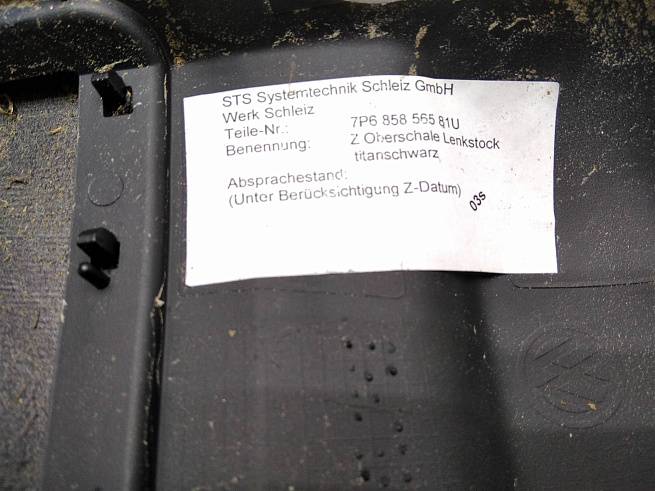 STS Systemtechnik Schleiz GmbH
Werk Schleiz
Teile-Nr.: 7P6 858 565 81U
Benennung: Z Oberschale Lenkstock
titanschwarz
Absprachestand:
(Unter Berücksichtigung Z-Datum) 03s